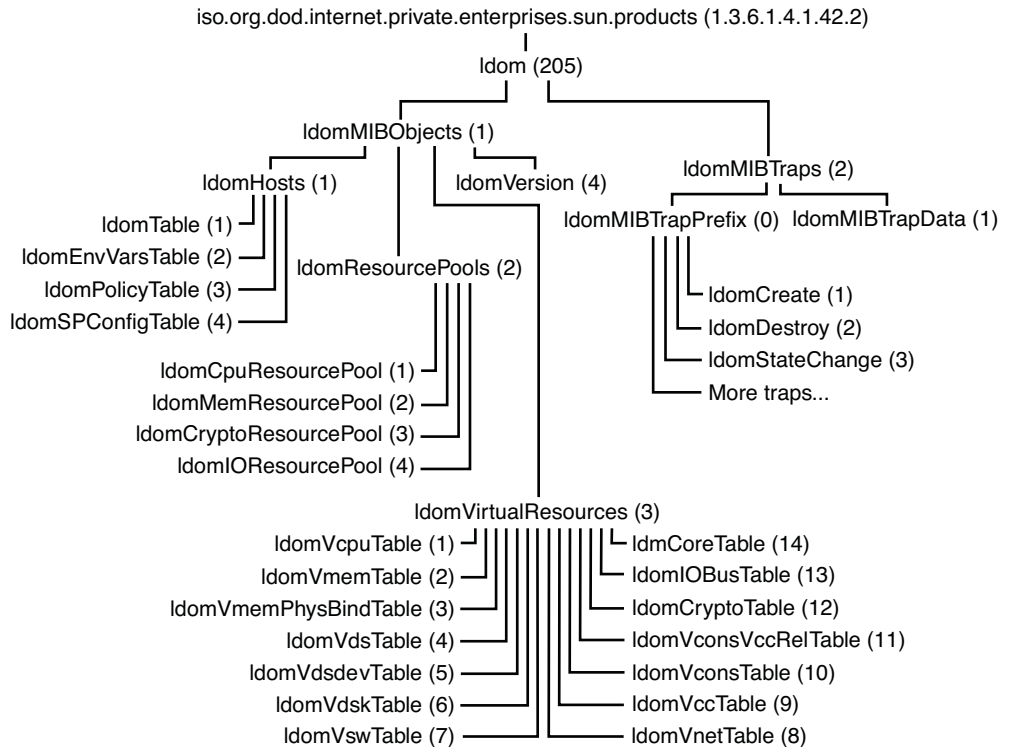 iso.org.dod.internet.private.enterprises.sun.products (1.3.6.1.4.1.42.2)
ldom (205)
ldomMIBObjects (1)
ldomHosts (1)
ldomVersion (4)
ldomTable (1)
ldomEnvVarsTable (2)
ldomPolicyTable (3)
ldomSPConfigTable (4)
ldomResourcePools (2)
ldomCpuResourcePool (1)
ldomMemResourcePool (2)
ldomCryptoResourcePool (3)
ldomIOResourcePool (4)
ldomMIBTraps (2)
ldomMIBTrapPrefix (0)
ldomMIBTrapData (1)
ldomCreate (1)
ldomDestroy (2)
ldomStateChange (3)
More traps...
ldomVirtualResources (3)
ldomVcpuTable (1)
ldomVmemTable (2)
ldomVmemPhysBindTable (3)
ldomVdsTable (4)
ldomVdsdevTable (5)
ldomVdskTable (6)
ldomVswTable (7)
ldmCoreTable (14)
ldomIOBusTable (13)
ldomCryptoTable (12)
ldomVconsVccRelTable (11)
ldomVconsTable (10)
ldomVccTable (9)
ldomVnetTable (8)